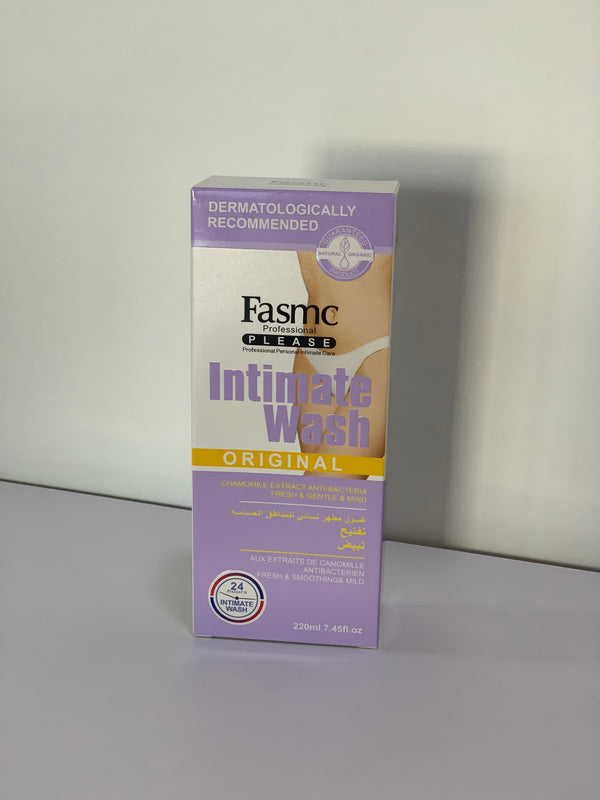 DERMATOLOGICALLY
RECOMMENDED
GUARANTEED
NATURAL ORGANIC
PRODUCT
Fasmc
Professional
PLEASE
Professional Personal Intimate Care
Intimate
Wash
ORIGINAL
CHAMOMILE EXTRACT ANTI-BACTERIA
FRESH & GENTLE & MIND
غسول مطهر نسائي للمناطق الحساسه
تفتيح
تبيض
AUX EXTRAITS DE CAMOMILLE
ANTIBACTERIEN
FRESH & SMOOTHING& MILD
24
hours
INTIMATE
WASH
220ml 7.45fl.oz